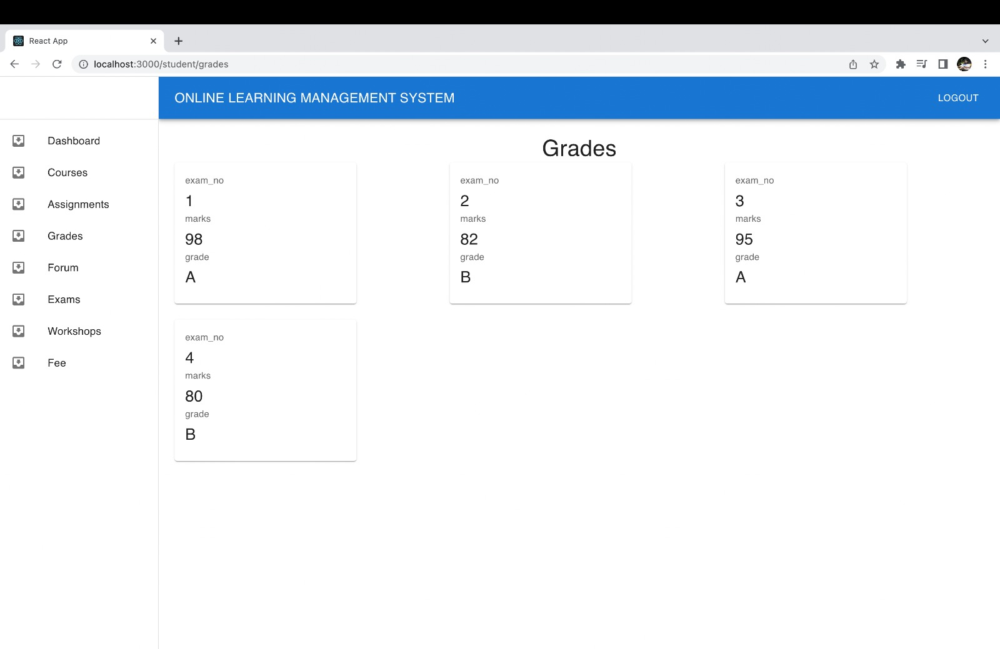 React App
localhost:3000/student/grades
ONLINE LEARNING MANAGEMENT SYSTEM
LOGOUT
Dashboard
Courses
Assignments
Grades
Forum
Exams
Workshops
Fee
Grades
exam_no
1
marks
98
grade
A
exam_no
2
marks
82
grade
B
exam_no
3
marks
95
grade
A
exam_no
4
marks
80
grade
B